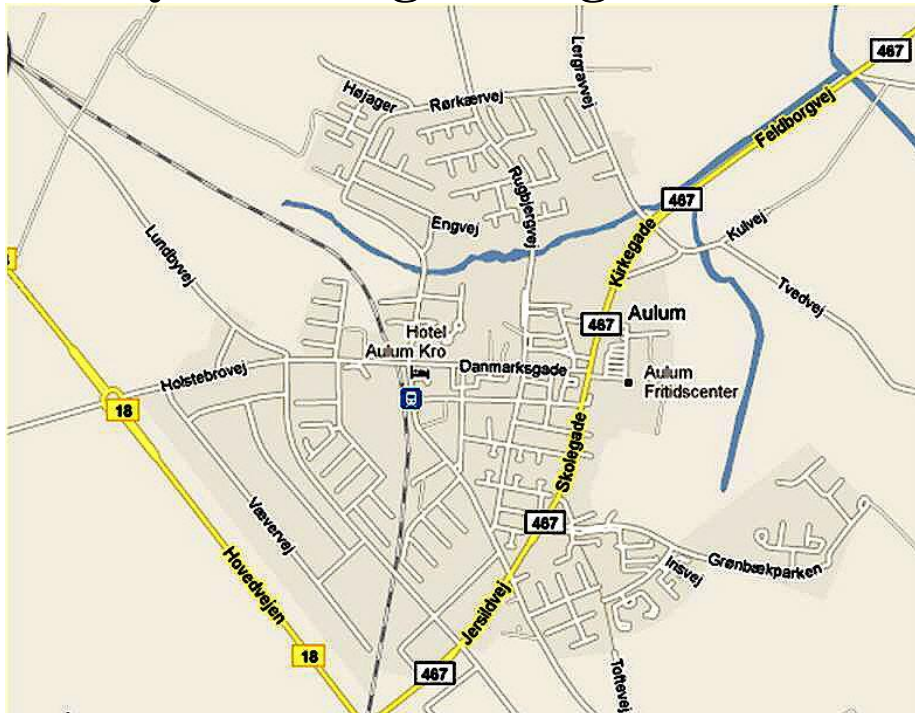 467
Lergravvej
Højager
Rørkærvej
Feldborgvej
Rugbjergvej
467
Engvej
Kirkegade
Kulvej
Lundbyvej
Tvedvej
467
Aulum
Hotel
Aulum Kro
Danmarksgade
Aulum
Fritidscenter
Holstebrovej
18
Skolegade
Vævervej
467
Hovedvejen
Insvej
Grønbækparken
Jersildvej
18
467
Toftevej